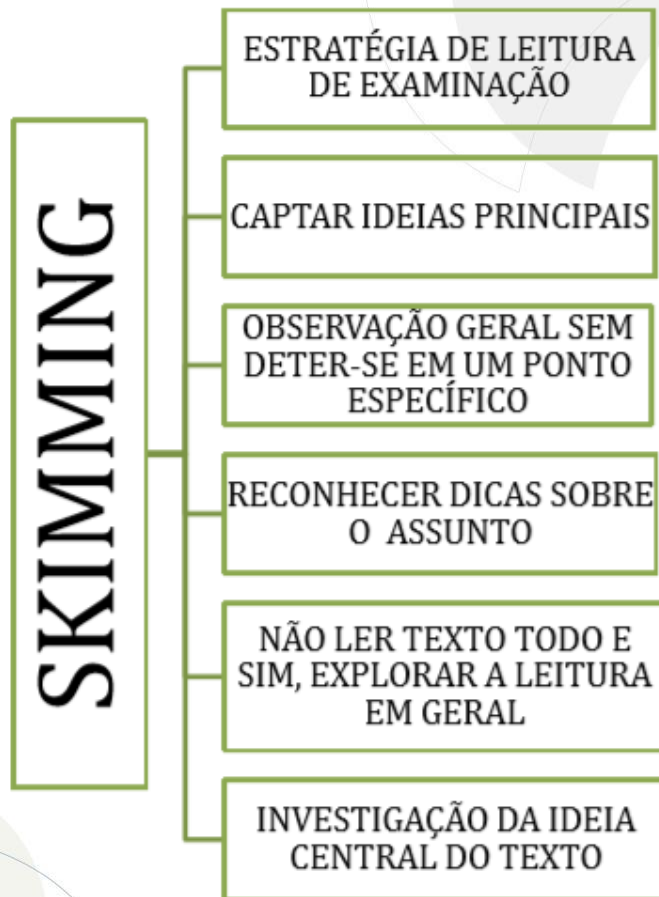 SKIMMING
ESTRATÉGIA DE LEITURA
DE EXAMINAÇÃO
CAPTAR IDEIAS PRINCIPAIS
OBSERVAÇÃO GERAL SEM
DETER-SE EM UM PONTO
ESPECÍFICO
RECONHECER DICAS SOBRE
O ASSUNTO
NÃO LER TEXTO TODO E
SIM, EXPLORAR A LEITURA
EM GERAL
INVESTIGAÇÃO DA IDEIA
CENTRAL DO TEXTO